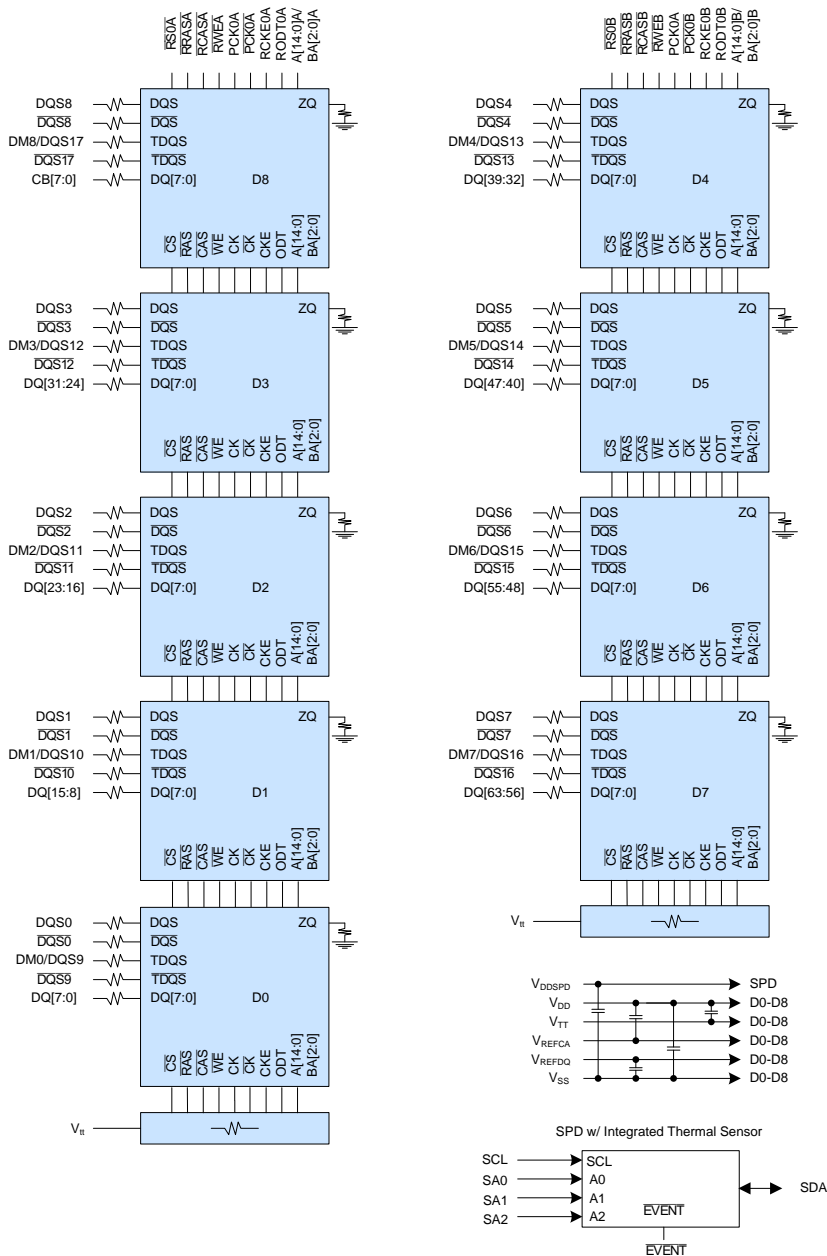 RS0A
RRASA
RCASA
RWEA
PCK0A
PCK0A
RCKE0A
RODT0A
A[14:0]A/
BA[2:0]A
DQS8 DQS ZQ
DQS8 DQS
DM8/DQS17 TDQS
DQS17 TDQS
CB[7:0] DQ[7:0] D8
CS
RAS
CAS
WE
CK
CK
CKE
ODT
A[14:0]/
BA[2:0]
DQS3 DQS ZQ
DQS3 DQS
DM3/DQS12 TDQS
DQS12 TDQS
DQ[31:24] DQ[7:0] D3
CS
RAS
CAS
WE
CK
CK
CKE
ODT
A[14:0]
BA[2:0]
DQS2 DQS ZQ
DQS2 DQS
DM2/DQS11 TDQS
DQS11 TDQS
DQ[23:16] DQ[7:0] D2
CS
RAS
CAS
WE
CK
CK
CKE
ODT
A[14:0]
BA[2:0]
DQS1 DQS ZQ
DQS1 DQS
DM1/DQS10 TDQS
DQS10 TDQS
DQ[15:8] DQ[7:0] D1
CS
RAS
CAS
WE
CK
CK
CKE
ODT
A[14:0]
BA[2:0]
DQS0 DQS ZQ
DQS0 DQS
DM0/DQS9 TDQS
DQS9 TDQS
DQ[7:0] DQ[7:0] D0
CS
RAS
CAS
WE
CK
CK
CKE
ODT
A[14:0]
BA[2:0]
Vtt
RS0B
RRASB
RCASB
RWEB
PCK0A
PCK0B
RCKE0B
RODT0B
A[14:0]B/
BA[2:0]B
DQS4 DQS ZQ
DQS4 DQS
DM4/DQS13 TDQS
DQS13 TDQS
DQ[39:32] DQ[7:0] D4
CS
RAS
CAS
WE
CK
CK
CKE
ODT
A[14:0]/
BA[2:0]
DQS5 DQS ZQ
DQS5 DQS
DM5/DQS14 TDQS
DQS14 TDQS
DQ[47:40] DQ[7:0] D5
CS
RAS
CAS
WE
CK
CK
CKE
ODT
A[14:0]
BA[2:0]
DQS6 DQS ZQ
DQS6 DQS
DM6/DQS15 TDQS
DQS15 TDQS
DQ[55:48] DQ[7:0] D6
CS
RAS
CAS
WE
CK
CK
CKE
ODT
A[14:0]
BA[2:0]
DQS7 DQS ZQ
DQS7 DQS
DM7/DQS16 TDQS
DQS16 TDQS
DQ[63:56] DQ[7:0] D7
CS
RAS
CAS
WE
CK
CK
CKE
ODT
A[14:0]
BA[2:0]
Vtt
VDDSPD SPD
VDD D0-D8
VTT D0-D8
VREFCA D0-D8
VREFDQ D0-D8
VSS D0-D8
SPD w/ Integrated Thermal Sensor
SCL SCL
SA0 A0 SDA
SA1 A1
SA2 A2 EVENT
EVENT